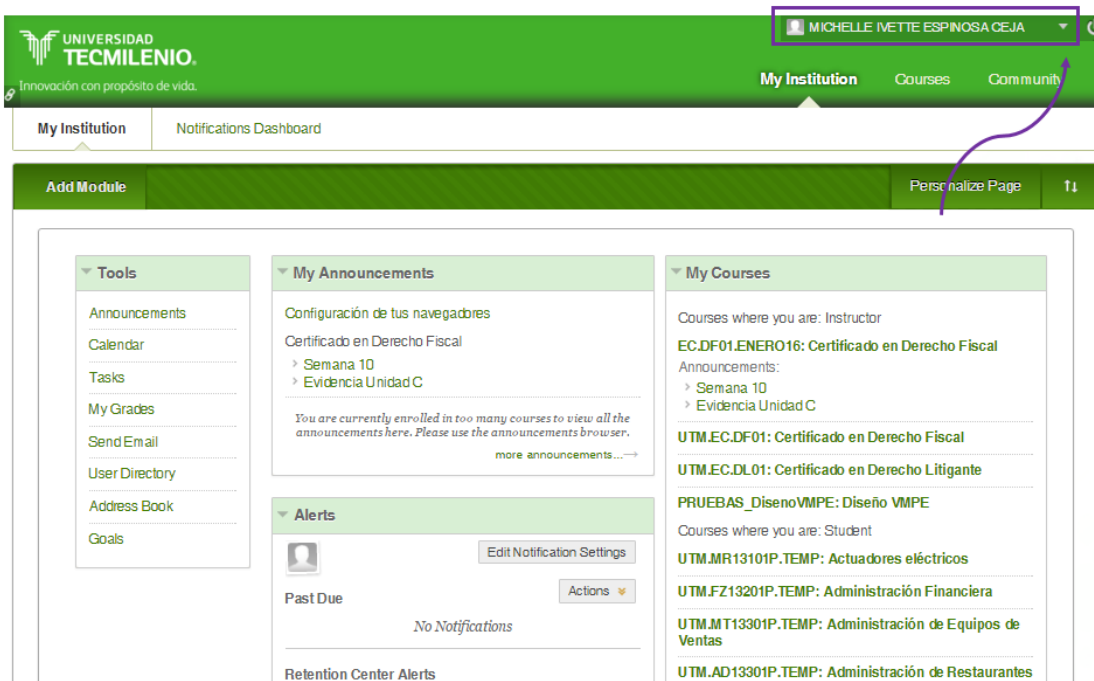 MICHELLE IVETTE ESPINOSA CEJA
UNIVERSIDAD
TECMILENIO.
Innovación con propósito de vida.
My Institution Courses Community
My Institution Notifications Dashboard
Add Module Personalize Page
Tools
Announcements
Calendar
Tasks
My Grades
Send Email
User Directory
Address Book
Goals
My Announcements
Configuración de tus navegadores
Certificado en Derecho Fiscal
Semana 10
Evidencia Unidad C
You are currently enrolled in too many courses to view all the
announcements here. Please use the announcements browser.
more announcements...→
Alerts
Edit Notification Settings
Actions
Past Due
No Notifications
Retention Center Alerts
My Courses
Courses where you are: Instructor
EC.DF01.ENERO16: Certificado en Derecho Fiscal
Announcements:
Semana 10
Evidencia Unidad C
UTM.EC.DF01: Certificado en Derecho Fiscal
UTM.EC.DL01: Certificado en Derecho Litigante
PRUEBAS_DisenoVMPE: Diseño VMPE
Courses where you are: Student
UTM.MR13101P.TEMP: Actuadores eléctricos
UTM.FZ13201P.TEMP: Administración Financiera
UTM.MT13301P.TEMP: Administración de Equipos de
Ventas
UTM.AD13301P.TEMP: Administración de Restaurantes